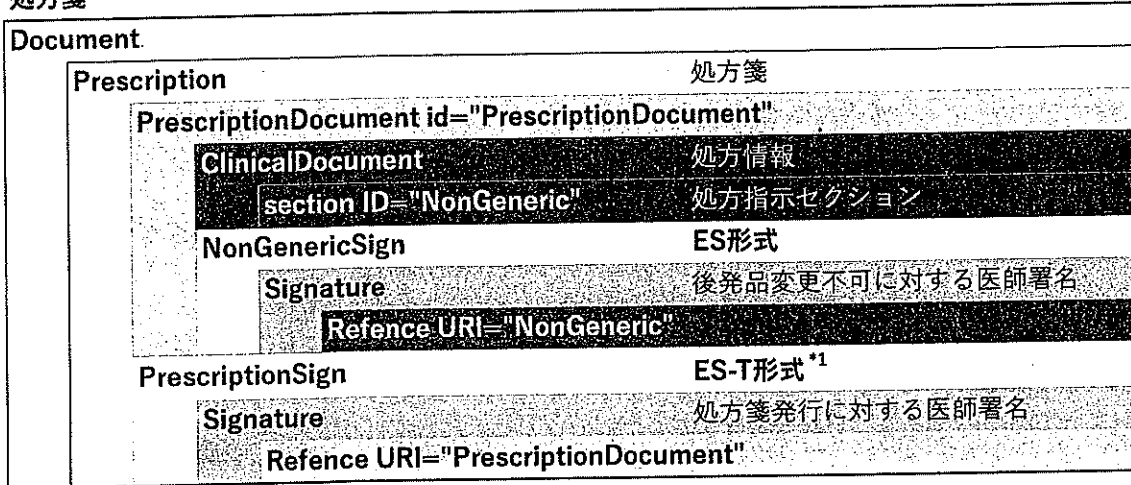 処方箋
Document.
Prescription 処方箋
PrescriptionDocument id="PrescriptionDocument"
ClinicalDocument 処方情報
section ID="NonGeneric" 処方指示セクション
NonGenericSign ES形式
Signature 後発品変更不可に対する医師署名
Refence URI="NonGeneric"
PrescriptionSign ES-T形式*1
Signature 処方箋発行に対する医師署名
Refence URI="PrescriptionDocument"